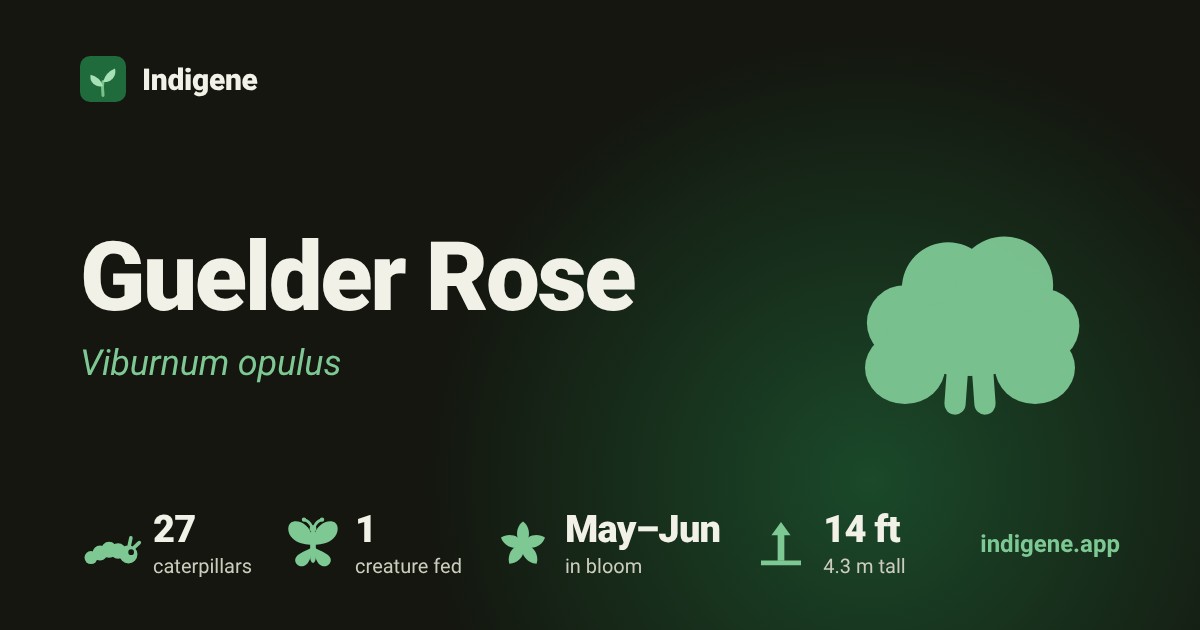 Indigene
Guelder Rose
Viburnum opulus
27
caterpillars
1
creature fed
May–Jun
in bloom
14 ft
4.3 m tall
indigene.app